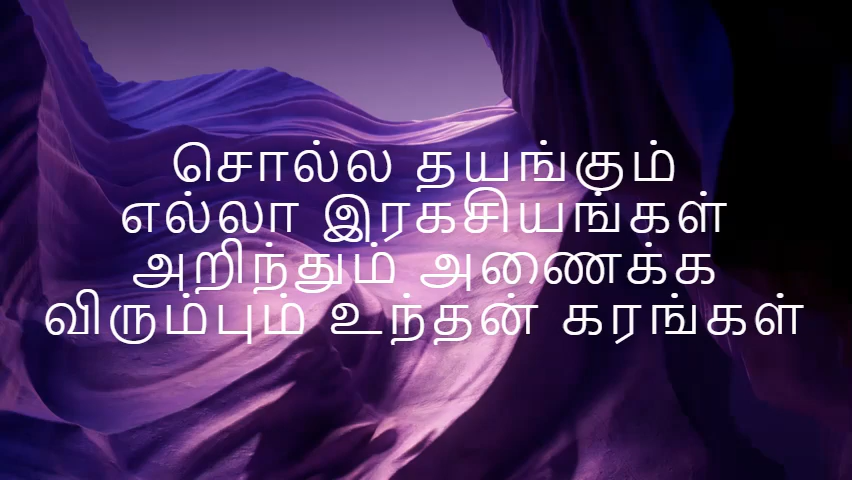 சொல்ல தயங்கும்
எல்லா இரகசியங்கள்
அறிந்தும் அணைக்க
விரும்பும் உந்தன் கரங்கள்